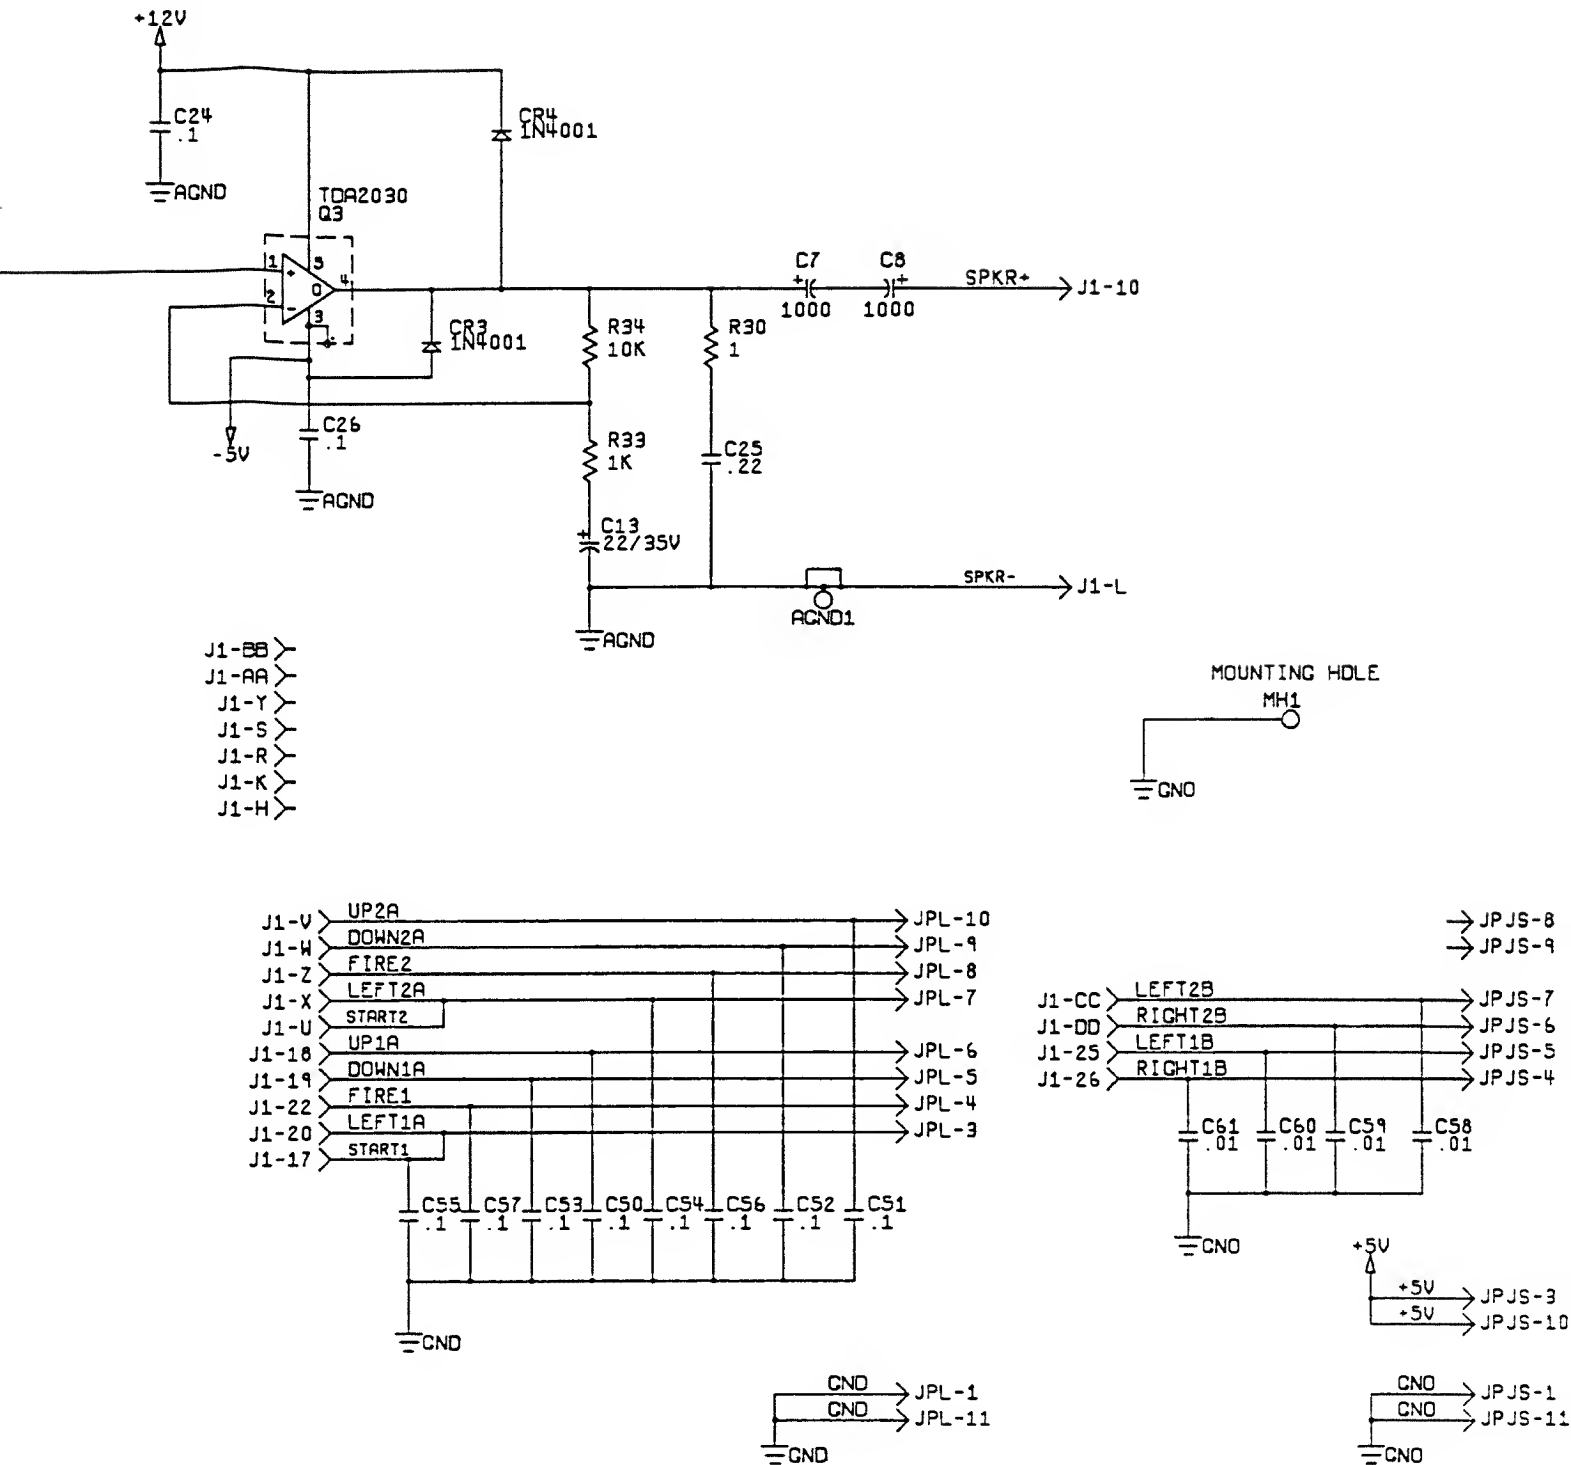 +12V
C24
.1
AGND
CR4
1N4001
TDA2030
Q3
1
+
5
4
2
-
Q
3
-5V
C26
.1
AGND
CR3
1N4001
R34
10K
R33
1K
C13
+
22/35V
AGND
R30
1
C25
.22
C7
+
1000
C8
+
1000
SPKR+
J1-10
SPKR-
J1-L
AGND1
J1-BB
J1-AA
J1-Y
J1-S
J1-R
J1-K
J1-H
MOUNTING HOLE
MH1
GND
J1-V UP2A JPL-10
J1-W DOWN2A JPL-9
J1-Z FIRE2 JPL-8
J1-X LEFT2A JPL-7
J1-U START2
J1-18 UP1A JPL-6
J1-19 DOWN1A JPL-5
J1-22 FIRE1 JPL-4
J1-20 LEFT1A JPL-3
J1-17 START1
C55 C57 C53 C50 C54 C56 C52 C51
.1 .1 .1 .1 .1 .1 .1 .1
GND
GND JPL-1
GND JPL-11
GND
JPJS-8
JPJS-9
J1-CC LEFT2B JPJS-7
J1-DD RIGHT2B JPJS-6
J1-25 LEFT1B JPJS-5
J1-26 RIGHT1B JPJS-4
C61 C60 C59 C58
.01 .01 .01 .01
GND
+5V
+5V JPJS-3
+5V JPJS-10
GND JPJS-1
GND JPJS-11
GND